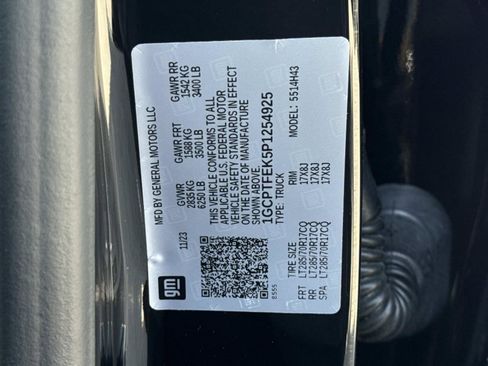 MFD BY GENERAL MOTORS LLC
11/23
GVWR
2835 KG
6250 LB
GAWR FRT
1588 KG
3500 LB
GAWR RR
1542 KG
3400 LB
THIS VEHICLE CONFORMS TO ALL
APPLICABLE U.S. FEDERAL MOTOR
VEHICLE SAFETY STANDARDS IN EFFECT
ON THE DATE OF MANUFACTURE
SHOWN ABOVE.
1GCPTFEK5P1254925
TYPE: TRUCK
MODEL: 5514H43
TIRE SIZE
RIM
FRT LT285/70R17CQ 17X8J
RR LT285/70R17CQ 17X8J
SPA LT285/70R17CQ 17X8J
gm